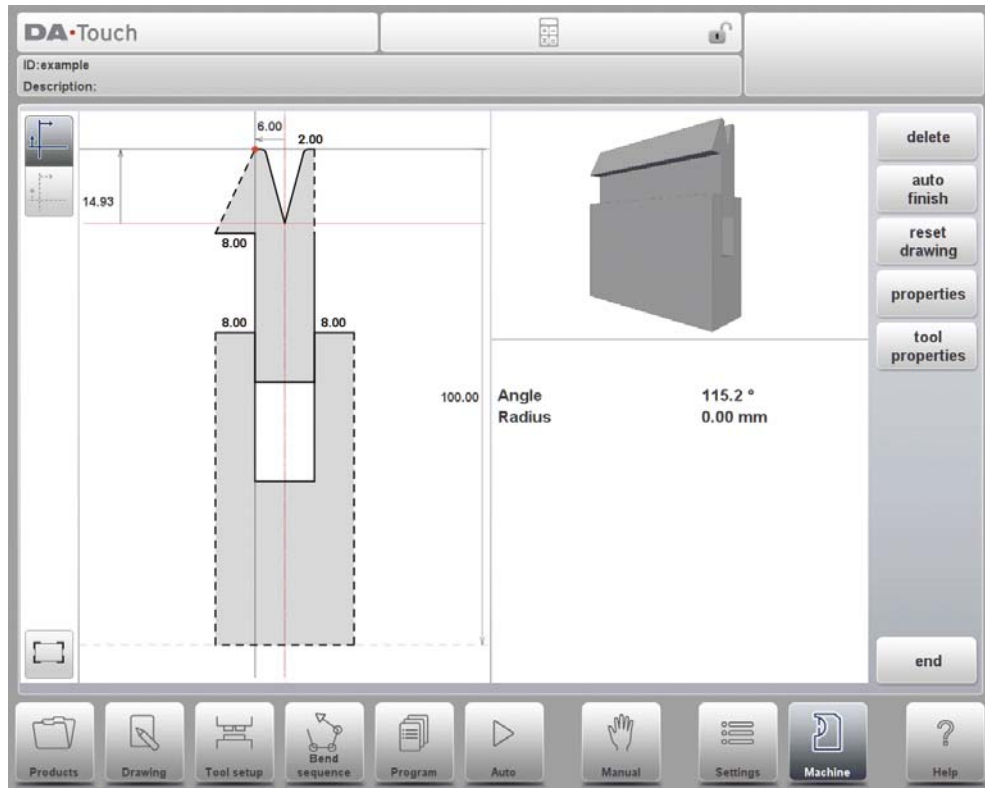 DA·Touch
ID:example
Description:
6.00
2.00
14.93
8.00
8.00
8.00
100.00
Angle 115.2 °
Radius 0.00 mm
delete
auto
finish
reset
drawing
properties
tool
properties
end
Products
Drawing
Tool setup
Bend
sequence
Program
Auto
Manual
Settings
Machine
?
Help